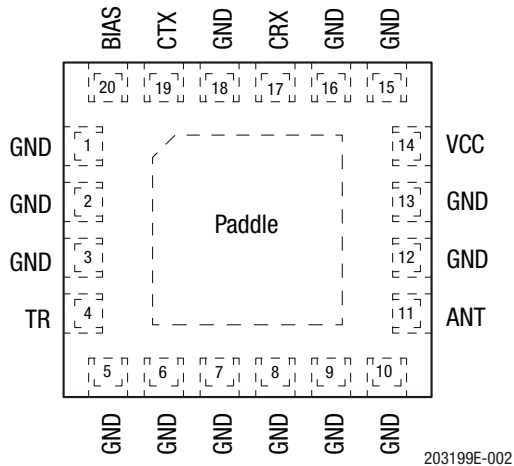 BIAS CTX GND CRX GND GND
20 19 18 17 16 15
GND 1 14 VCC
GND 2 13 GND
Paddle
GND 3 12 GND
TR 4 11 ANT
5 6 7 8 9 10
GND GND GND GND GND GND
203199E-002